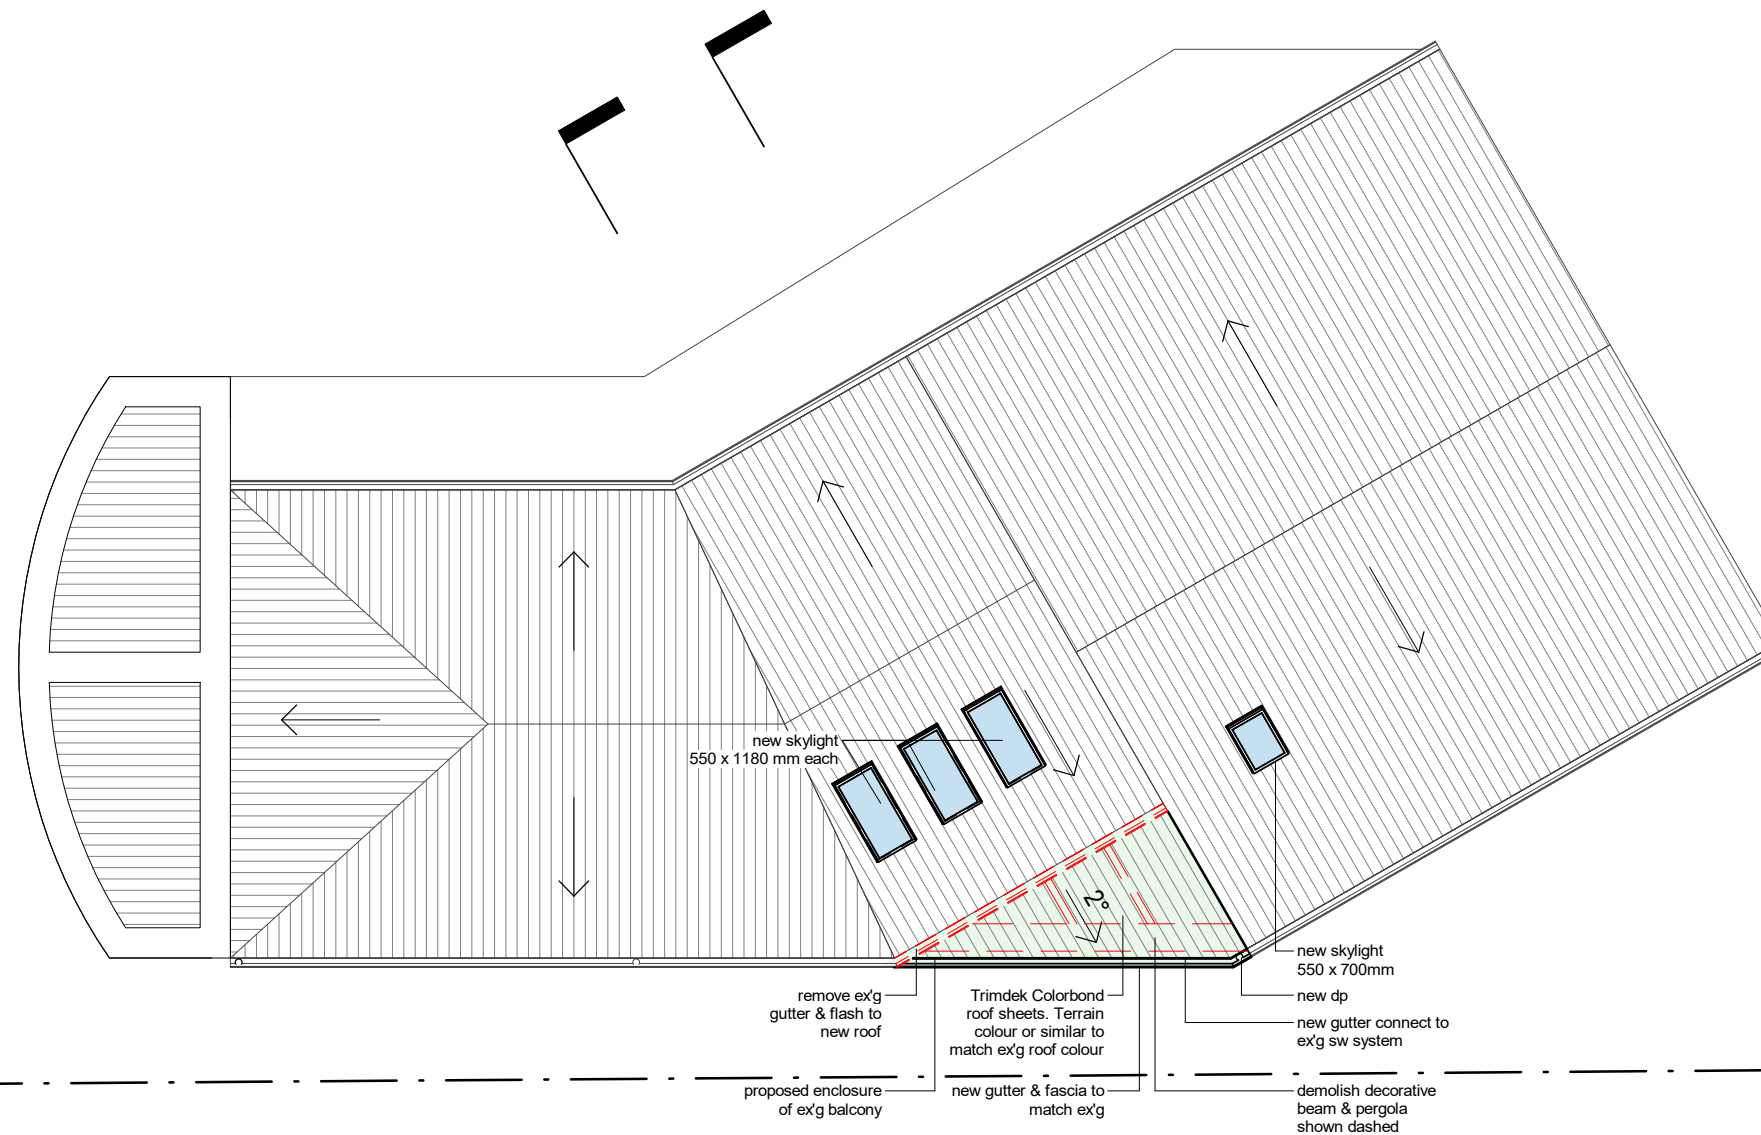 new skylight
550 x 1180 mm each
2°
new skylight
550 x 700mm
remove ex'g
gutter & flash to
new roof
Trimdek Colorbond
roof sheets. Terrain
colour or similar to
match ex'g roof colour
new dp
new gutter connect to
ex'g sw system
proposed enclosure
of ex'g balcony
new gutter & fascia to
match ex'g
demolish decorative
beam & pergola
shown dashed